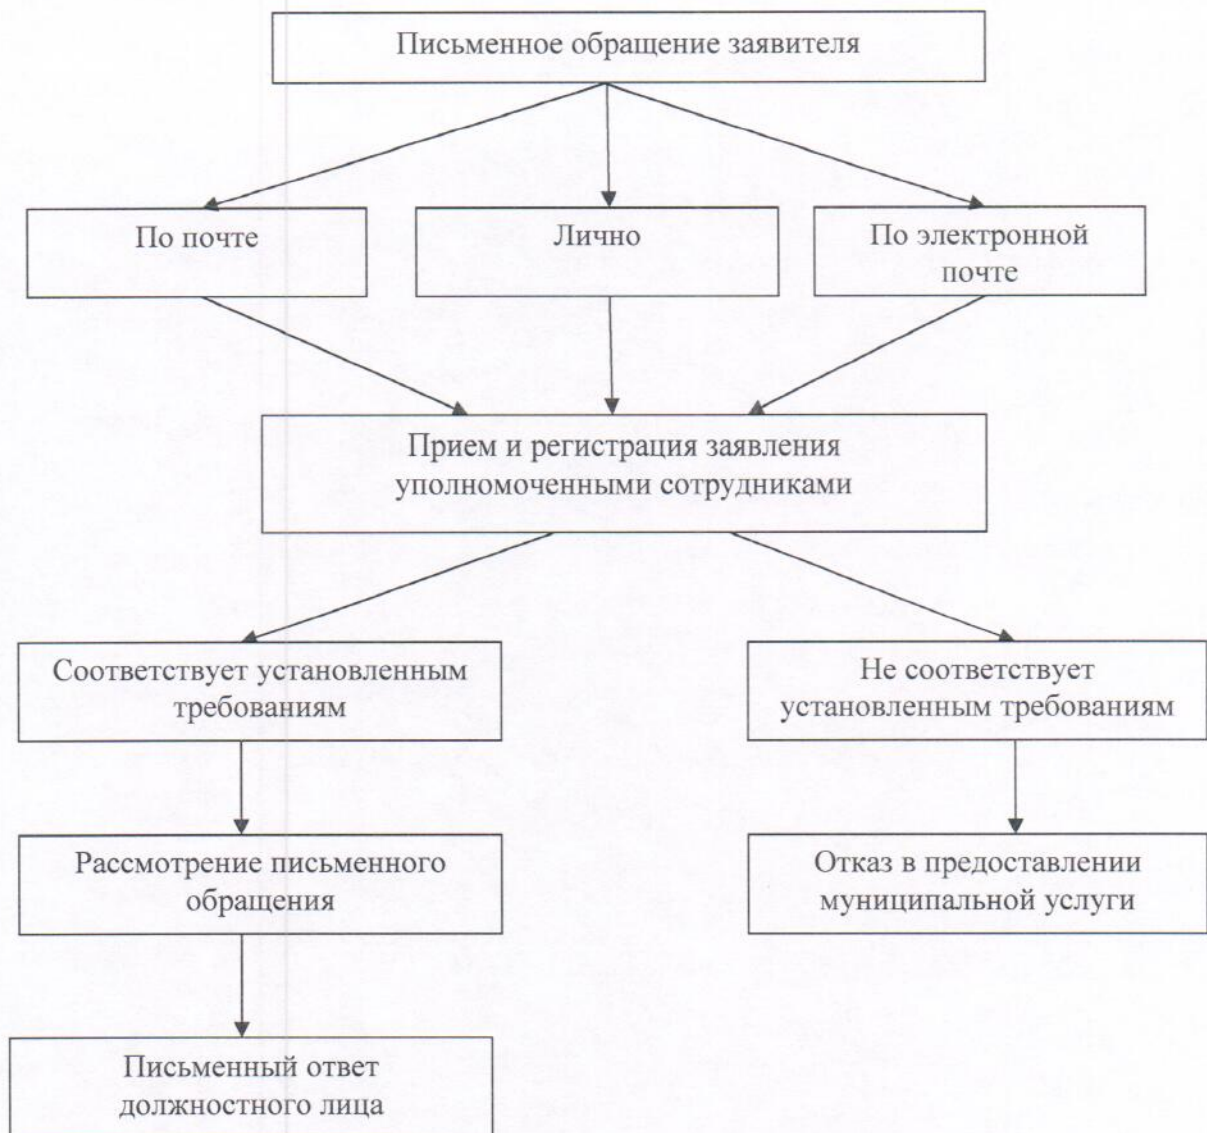 Письменное обращение заявителя
По почте
Лично
По электронной
почте
Прием и регистрация заявления
уполномоченными сотрудниками
Соответствует установленным
требованиям
Не соответствует
установленным требованиям
Рассмотрение письменного
обращения
Отказ в предоставлении
муниципальной услуги
Письменный ответ
должностного лица